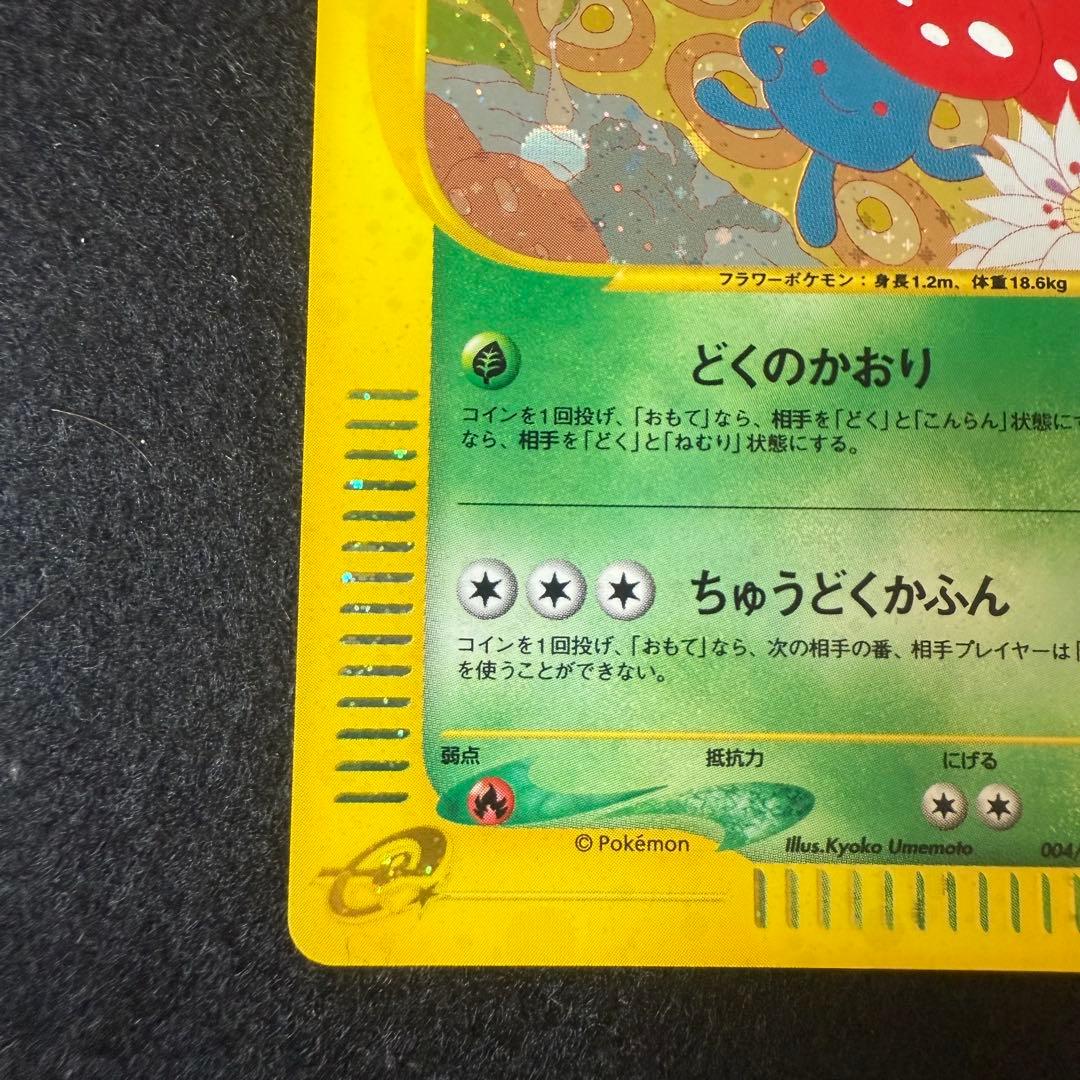 フラワーポケモン：身長1.2m、体重18.6kg
どくのかおり
コインを1回投げ、「おもて」なら、相手を「どく」と「こんらん」状態に
なら、相手を「どく」と「ねむり」状態にする。
ちゅうどくかふん
コインを1回投げ、「おもて」なら、次の相手の番、相手プレイヤーは
を使うことができない。
弱点 抵抗力 にげる
© Pokémon Illus.Kyoko Umemoto 004/
e